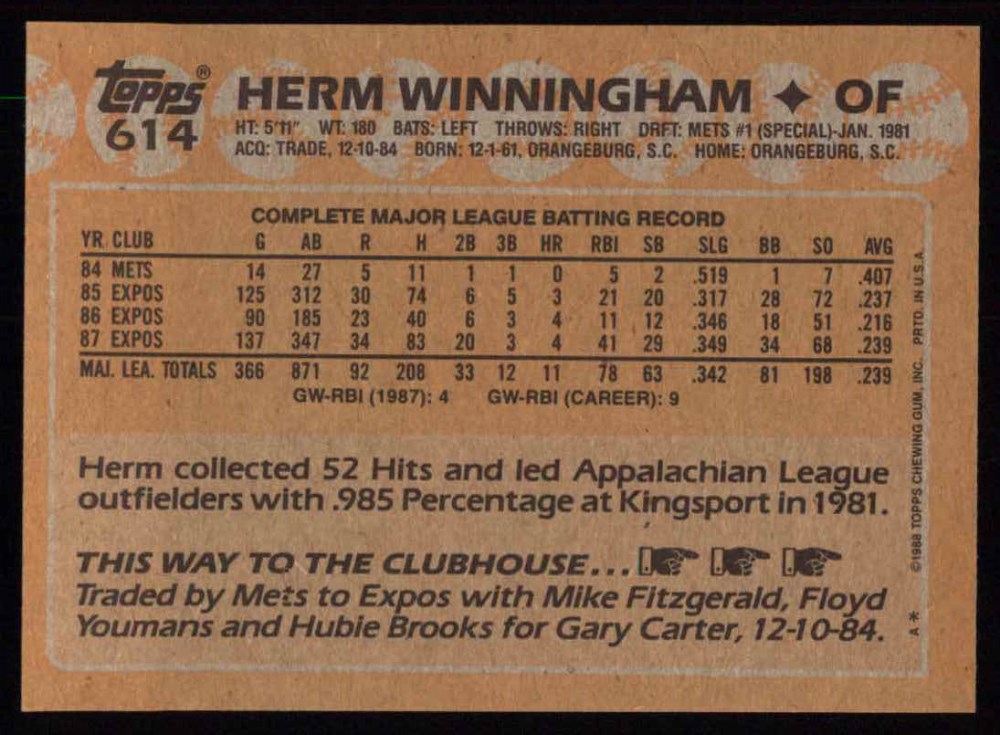 Topps® HERM WINNINGHAM ✦ OF
614 HT: 5'11" WT: 180 BATS: LEFT THROWS: RIGHT DRFT: METS #1 (SPECIAL)-JAN. 1981
ACQ: TRADE, 12-10-84 BORN: 12-1-61, ORANGEBURG, S.C. HOME: ORANGEBURG, S.C.
COMPLETE MAJOR LEAGUE BATTING RECORD
YR CLUB G AB R H 2B 3B HR RBI SB SLG BB SO AVG
84 METS 14 27 5 11 1 1 0 5 2 .519 1 7 .407
85 EXPOS 125 312 30 74 6 5 3 21 20 .317 28 72 .237
86 EXPOS 90 185 23 40 6 3 4 11 12 .346 18 51 .216
87 EXPOS 137 347 34 83 20 3 4 41 29 .349 34 68 .239
MAJ. LEA. TOTALS 366 871 92 208 33 12 11 78 63 .342 81 198 .239
GW-RBI (1987): 4 GW-RBI (CAREER): 9
Herm collected 52 Hits and led Appalachian League
outfielders with .985 Percentage at Kingsport in 1981.
THIS WAY TO THE CLUBHOUSE...
Traded by Mets to Expos with Mike Fitzgerald, Floyd
Youmans and Hubie Brooks for Gary Carter, 12-10-84.
A* ©1988 TOPPS CHEWING GUM, INC. PRTD. IN U.S.A.